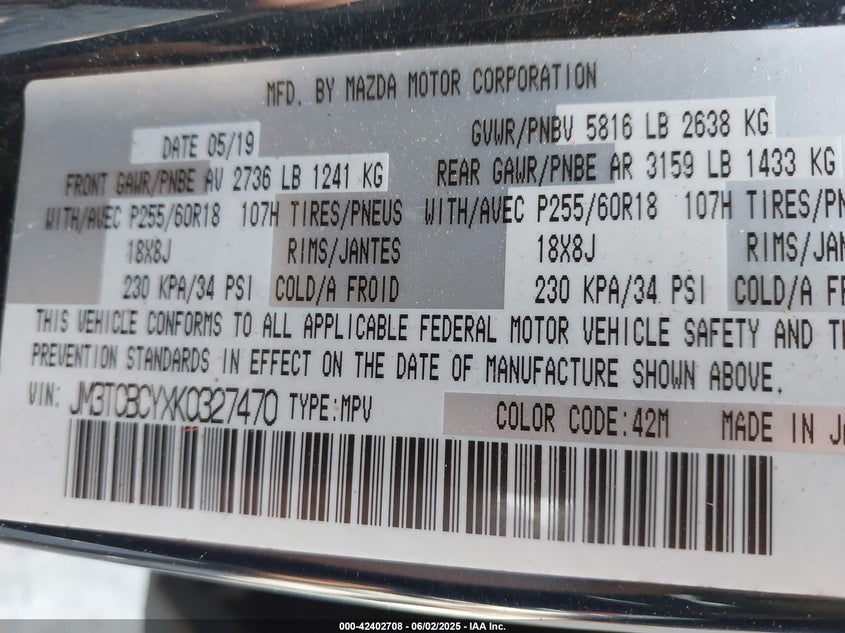 MFD. BY MAZDA MOTOR CORPORATION
DATE 05/19
GVWR/PNBV 5816 LB 2638 KG
FRONT GAWR/PNBE AV 2736 LB 1241 KG
REAR GAWR/PNBE AR 3159 LB 1433 KG
WITH/AVEC P255/60R18 107H TIRES/PNEUS
WITH/AVEC P255/60R18 107H TIRES/PN
18X8J RIMS/JANTES
18X8J RIMS/JAN
230 KPA/34 PSI COLD/A FROID
230 KPA/34 PSI COLD/A FR
THIS VEHICLE CONFORMS TO ALL APPLICABLE FEDERAL MOTOR VEHICLE SAFETY AND TH
PREVENTION STANDARDS IN EFFECT ON THE DATE OF MANUFACTURE SHOWN ABOVE.
VIN: JM3TCBCYXK0327470 TYPE:MPV
COLOR CODE:42M MADE IN JA
000-42402708 - 06/02/2025 - IAA Inc.